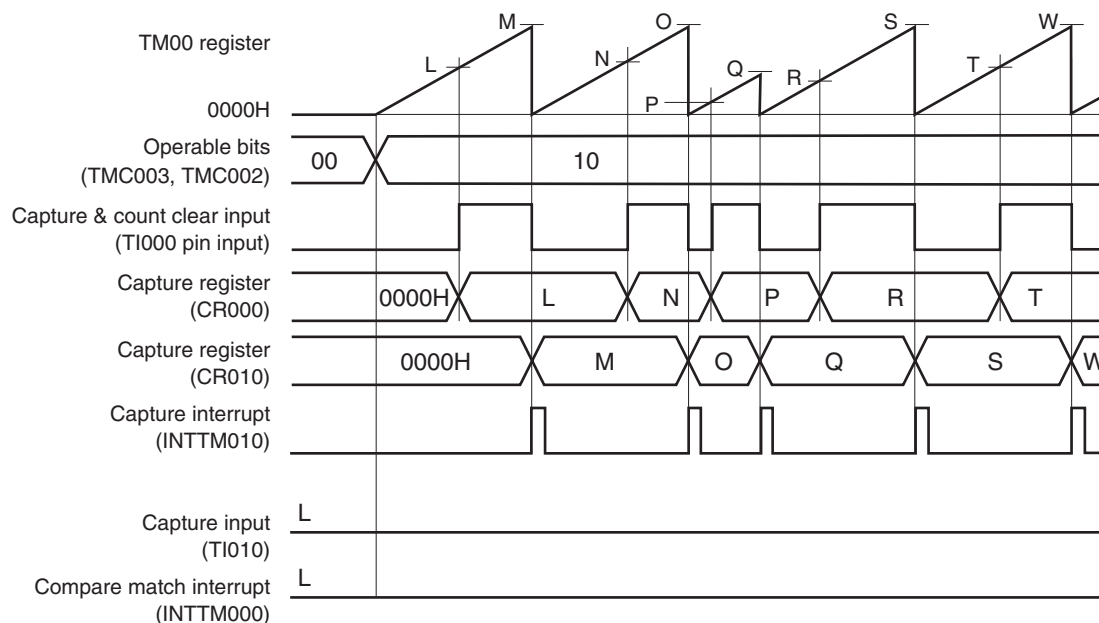 M O S W
TM00 register
L N Q R T
P
0000H
Operable bits
(TMC003, TMC002)
00 10
Capture & count clear input
(TI000 pin input)
Capture register
(CR000)
0000H L N P R T
Capture register
(CR010)
0000H M O Q S W
Capture interrupt
(INTTM010)
L
Capture input
(TI010)
L
Compare match interrupt
(INTTM000)